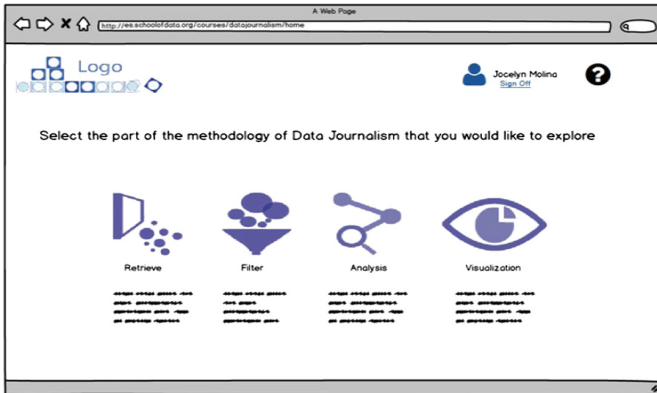 A Web Page
http://es.schoolofdata.org/courses/datajournalism/home
Logo
Jocelyn Molina
Sign Off
?
Select the part of the methodology of Data Journalism that you would like to explore
Retrieve
Filter
Analysis
Visualization